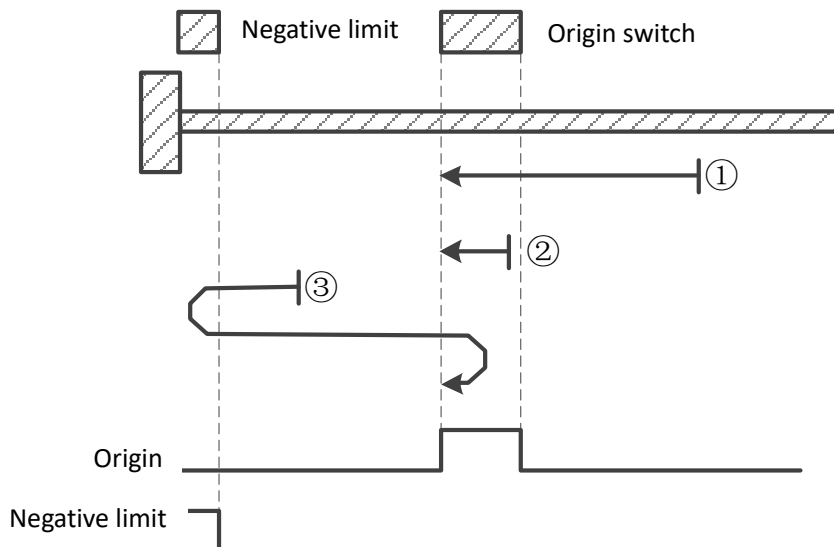 Negative limit
Origin switch
①
②
③
Origin
Negative limit